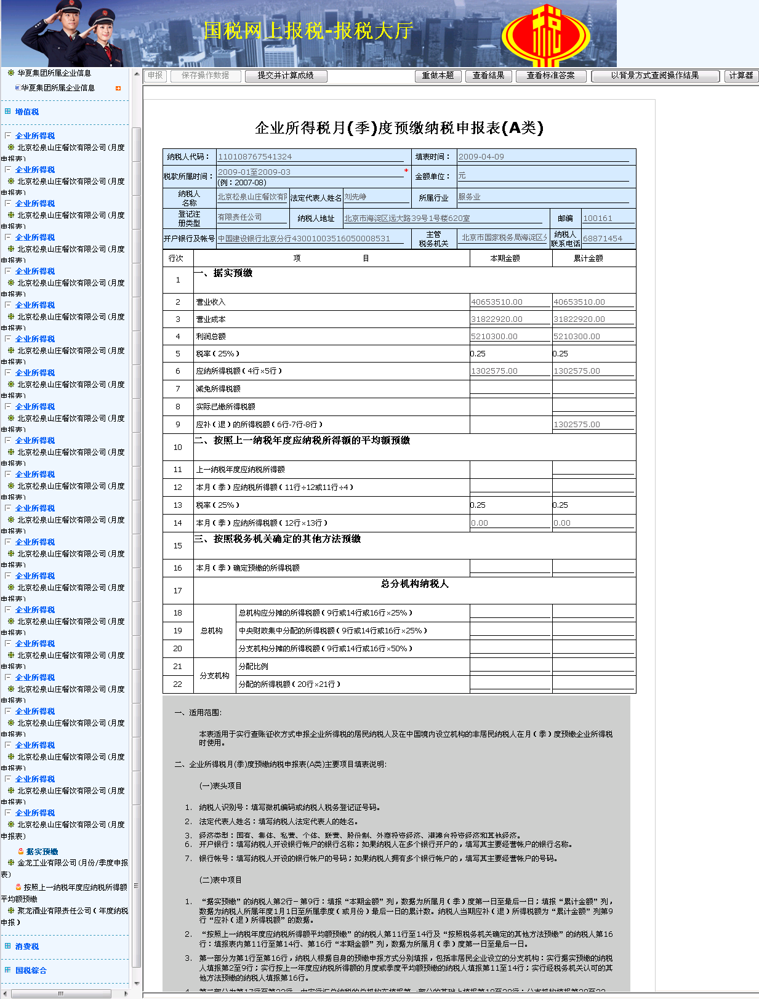 国税网上报税-报税大厅
税
华夏集团所属企业信息
华夏集团所属企业信息
增值税
企业所得税
北京松泉山庄餐饮有限公司(月度
申报表)
企业所得税
北京松泉山庄餐饮有限公司(月度
申报表)
企业所得税
北京松泉山庄餐饮有限公司(月度
申报表)
企业所得税
北京松泉山庄餐饮有限公司(月度
申报表)
企业所得税
北京松泉山庄餐饮有限公司(月度
申报表)
企业所得税
北京松泉山庄餐饮有限公司(月度
申报表)
企业所得税
北京松泉山庄餐饮有限公司(月度
申报表)
企业所得税
北京松泉山庄餐饮有限公司(月度
申报表)
企业所得税
北京松泉山庄餐饮有限公司(月度
申报表)
企业所得税
北京松泉山庄餐饮有限公司(月度
申报表)
企业所得税
北京松泉山庄餐饮有限公司(月度
申报表)
企业所得税
北京松泉山庄餐饮有限公司(月度
申报表)
企业所得税
北京松泉山庄餐饮有限公司(月度
申报表)
企业所得税
北京松泉山庄餐饮有限公司(月度
申报表)
企业所得税
北京松泉山庄餐饮有限公司(月度
申报表)
企业所得税
北京松泉山庄餐饮有限公司(月度
申报表)
企业所得税
北京松泉山庄餐饮有限公司(月度
申报表)
企业所得税
北京松泉山庄餐饮有限公司(月度
申报表)
企业所得税
北京松泉山庄餐饮有限公司(月度
申报表)
企业所得税
北京松泉山庄餐饮有限公司(月度
申报表)
企业所得税
北京松泉山庄餐饮有限公司(月度
申报表)
据实预缴
金龙工业有限公司(月份/季度申报
表)
按照上一纳税年度应纳税所得额
平均额预缴
聚龙酒业有限责任公司(年度纳税
申报)
消费税
国税综合
申报 保存操作数据 提交并计算成绩 重做本题 查看结果 查看标准答案 以背景方式查阅操作结果 计算器
企业所得税月(季)度预缴纳税申报表(A类)
纳税人代码： 110108767541324 填表时间： 2009-04-09
税款所属时间： 2009-01至2009-03 * 金额单位： 元
(例：2007-08)
纳税人名称 北京松泉山庄餐饮有限 法定代表人姓名 刘先峥 所属行业 服务业
登记注册类型 有限责任公司 纳税人地址 北京市海淀区远大路39号1号楼620室 邮编 100161
开户银行及帐号 中国建设银行北京分行43001003516050008531 主管税务机关 北京市国家税务局海淀区分 纳税人联系电话 68871454
行次 项 目 本期金额 累计金额
1 一、据实预缴
2 营业收入 40653510.00 40653510.00
3 营业成本 31822920.00 31822920.00
4 利润总额 5210300.00 5210300.00
5 税率(25%) 0.25 0.25
6 应纳所得税额(4行×5行) 1302575.00 1302575.00
7 减免所得税额
8 实际已缴所得税额
9 应补(退)的所得税额(6行-7行-8行) 1302575.00
10 二、按照上一纳税年度应纳税所得额的平均额预缴
11 上一纳税年度应纳税所得额
12 本月(季)应纳税所得额(11行÷12或11行÷4)
13 税率(25%) 0.25 0.25
14 本月(季)应纳所得税额(12行×13行) 0.00 0.00
15 三、按照税务机关确定的其他方法预缴
16 本月(季)确定预缴的所得税额
17 总分机构纳税人
18 总机构应分摊的所得税额(9行或14行或16行×25%)
19 总机构 中央财政集中分配的所得税额(9行或14行或16行×25%)
20 分支机构分摊的所得税额(9行或14行或16行×50%)
21 分支机构 分配比例
22 分配的所得税额(20行×21行)
一、适用范围:
本表适用于实行查账征收方式申报企业所得税的居民纳税人及在中国境内设立机构的非居民纳税人在月(季)度预缴企业所得税
时使用。
二、企业所得税月(季)度预缴纳税申报表(A类)主要项目填表说明:
(一)表头项目
1. 纳税人识别号：填写微机编码或纳税人税务登记证号码。
2. 法定代表人姓名：填写纳税人法定代表人的姓名。
3. 经济类型：国有、集体、私营、个体、联营、股份制、外商投资经济、港澳台投资经济和其他经济。
6. 开户银行：填写纳税人开设银行帐户的银行名称；如果纳税人在多个银行开户的，填写其主要经营帐户的银行名称。
7. 银行帐号：填写纳税人开设的银行帐户的号码；如果纳税人拥有多个银行帐户的，填写其主要经营帐户的号码。
(二)表中项目
1. “据实预缴”的纳税人第2行－第9行：填报“本期金额”列，数据为所属月(季)度第一日至最后一日；填报“累计金额”列，
数据为纳税人所属年度1月1日至所属季度(或月份)最后一日的累计数。纳税人当期应补(退)所得税额为“累计金额”列第9
行“应补(退)所得税额”的数据。
2. “按照上一纳税年度应纳税所得额平均额预缴”的纳税人第11行至14行及“按照税务机关确定的其他方法预缴”的纳税人第16
行：填报表内第11行至第14行、第16行“本期金额”列，数据为所属月(季)度第一日至最后一日。
3. 第一部分为第1行至第16行，纳税人根据自身的预缴申报方式分别填报，包括非居民企业设立的分支机构：实行据实预缴的纳税
人填报第2至9行；实行按上一年度应纳税所得额的月度或季度平均额预缴的纳税人填报第11至14行；实行经税务机关认可的其
他方法预缴的纳税人填报第16行。